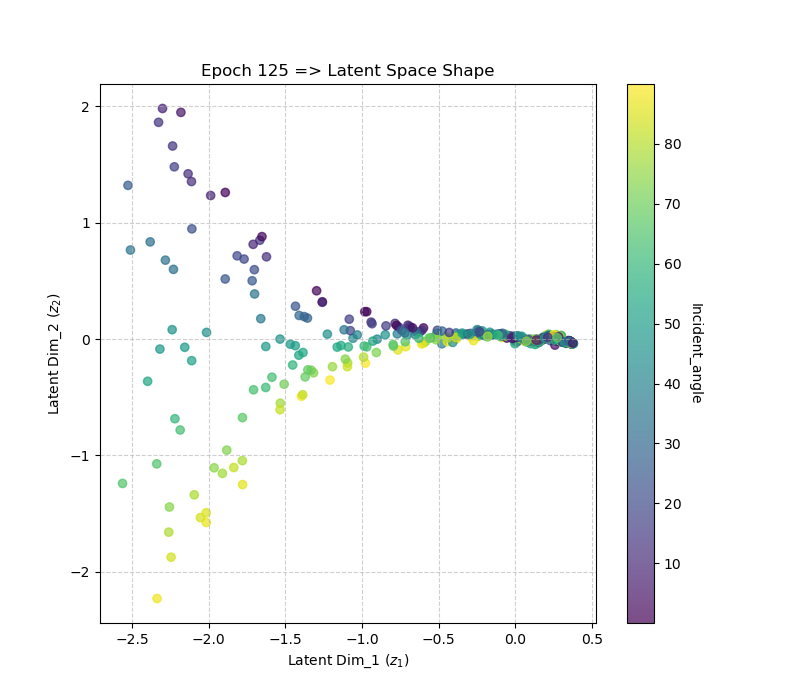 Epoch 125 => Latent Space Shape
2
1
0
−1
−2
Latent Dim_2 (z₂)
−2.5 −2.0 −1.5 −1.0 −0.5 0.0 0.5
Latent Dim_1 (z₁)
80
70
60
50
40
30
20
10
Incident_angle